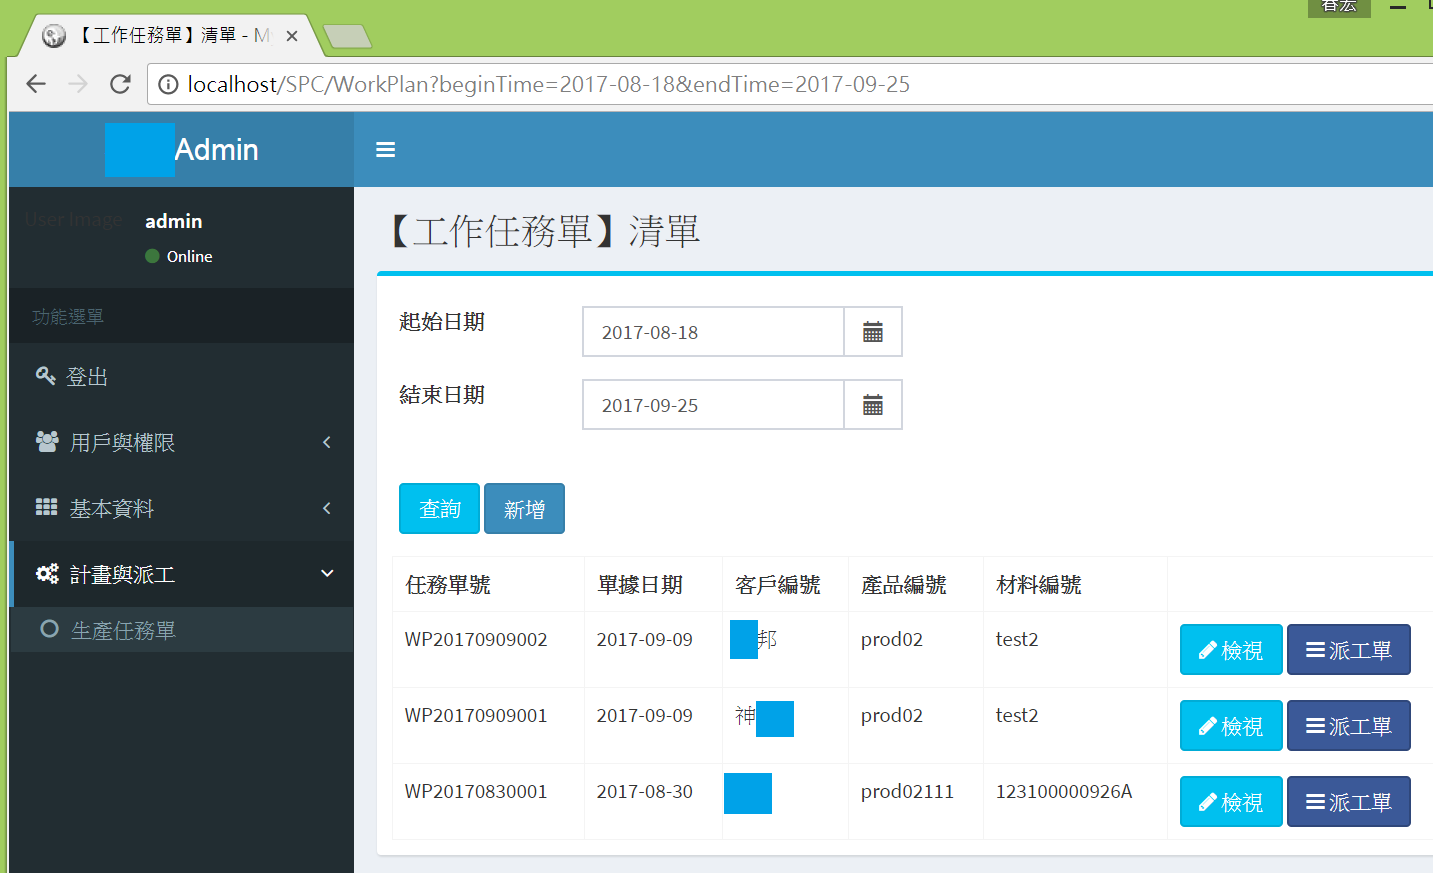 春宏
【工作任務單】清單 - M
localhost/SPC/WorkPlan?beginTime=2017-08-18&endTime=2017-09-25
Admin
User Image
admin
Online
功能選單
登出
用戶與權限
基本資料
計畫與派工
生產任務單
【工作任務單】清單
起始日期 2017-08-18
結束日期 2017-09-25
查詢 新增
任務單號 單據日期 客戶編號 產品編號 材料編號
WP20170909002 2017-09-09 邦 prod02 test2 檢視 派工單
WP20170909001 2017-09-09 神 prod02 test2 檢視 派工單
WP20170830001 2017-08-30 prod02111 123100000926A 檢視 派工單